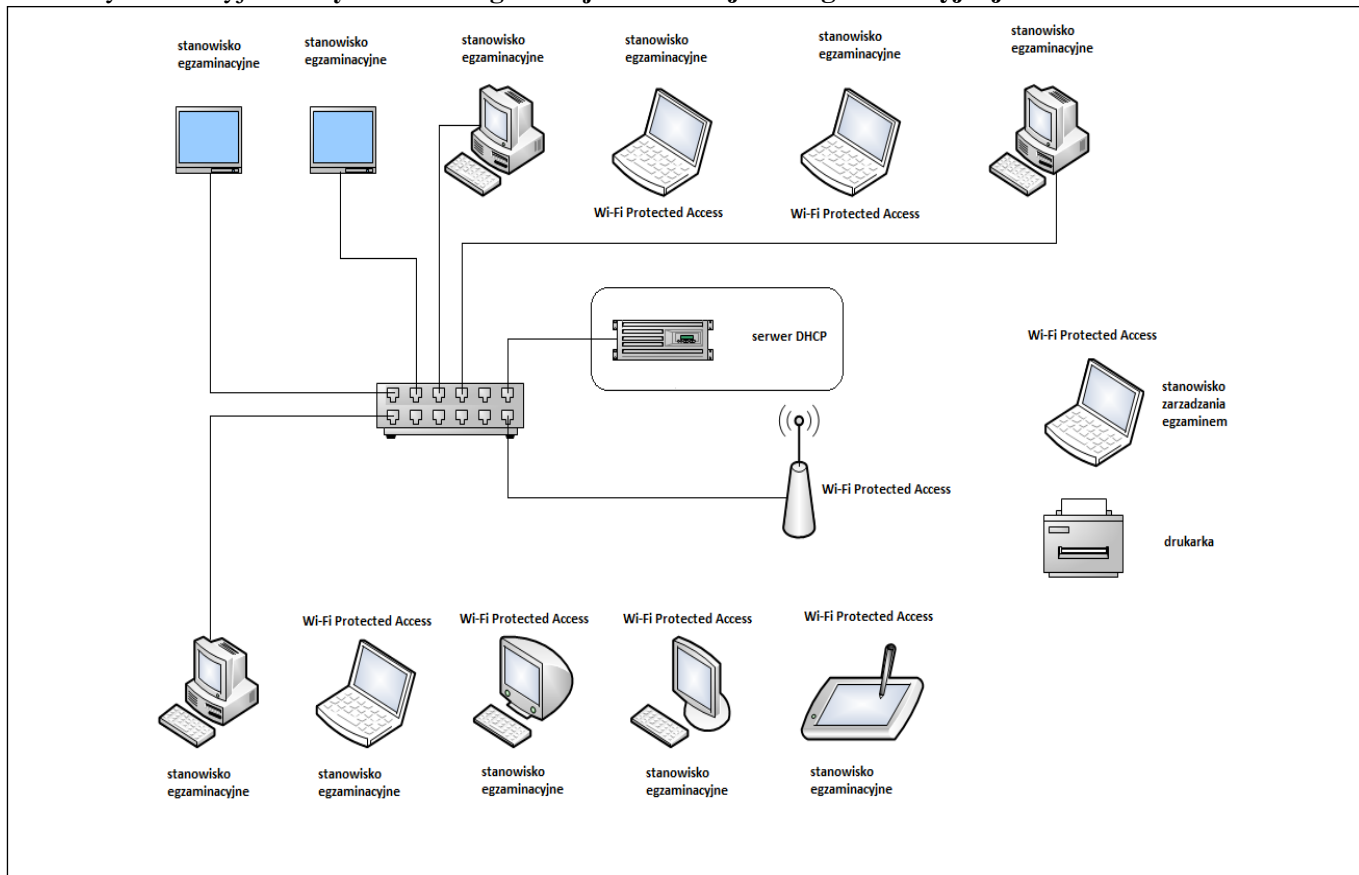 stanowisko
egzaminacyjne
stanowisko
egzaminacyjne
stanowisko
egzaminacyjne
stanowisko
egzaminacyjne
stanowisko
egzaminacyjne
stanowisko
egzaminacyjne
Wi-Fi Protected Access
Wi-Fi Protected Access
serwer DHCP
Wi-Fi Protected Access
stanowisko
zarzadzania
egzaminem
Wi-Fi Protected Access
drukarka
Wi-Fi Protected Access
Wi-Fi Protected Access
Wi-Fi Protected Access
Wi-Fi Protected Access
stanowisko
egzaminacyjne
stanowisko
egzaminacyjne
stanowisko
egzaminacyjne
stanowisko
egzaminacyjne
stanowisko
egzaminacyjne